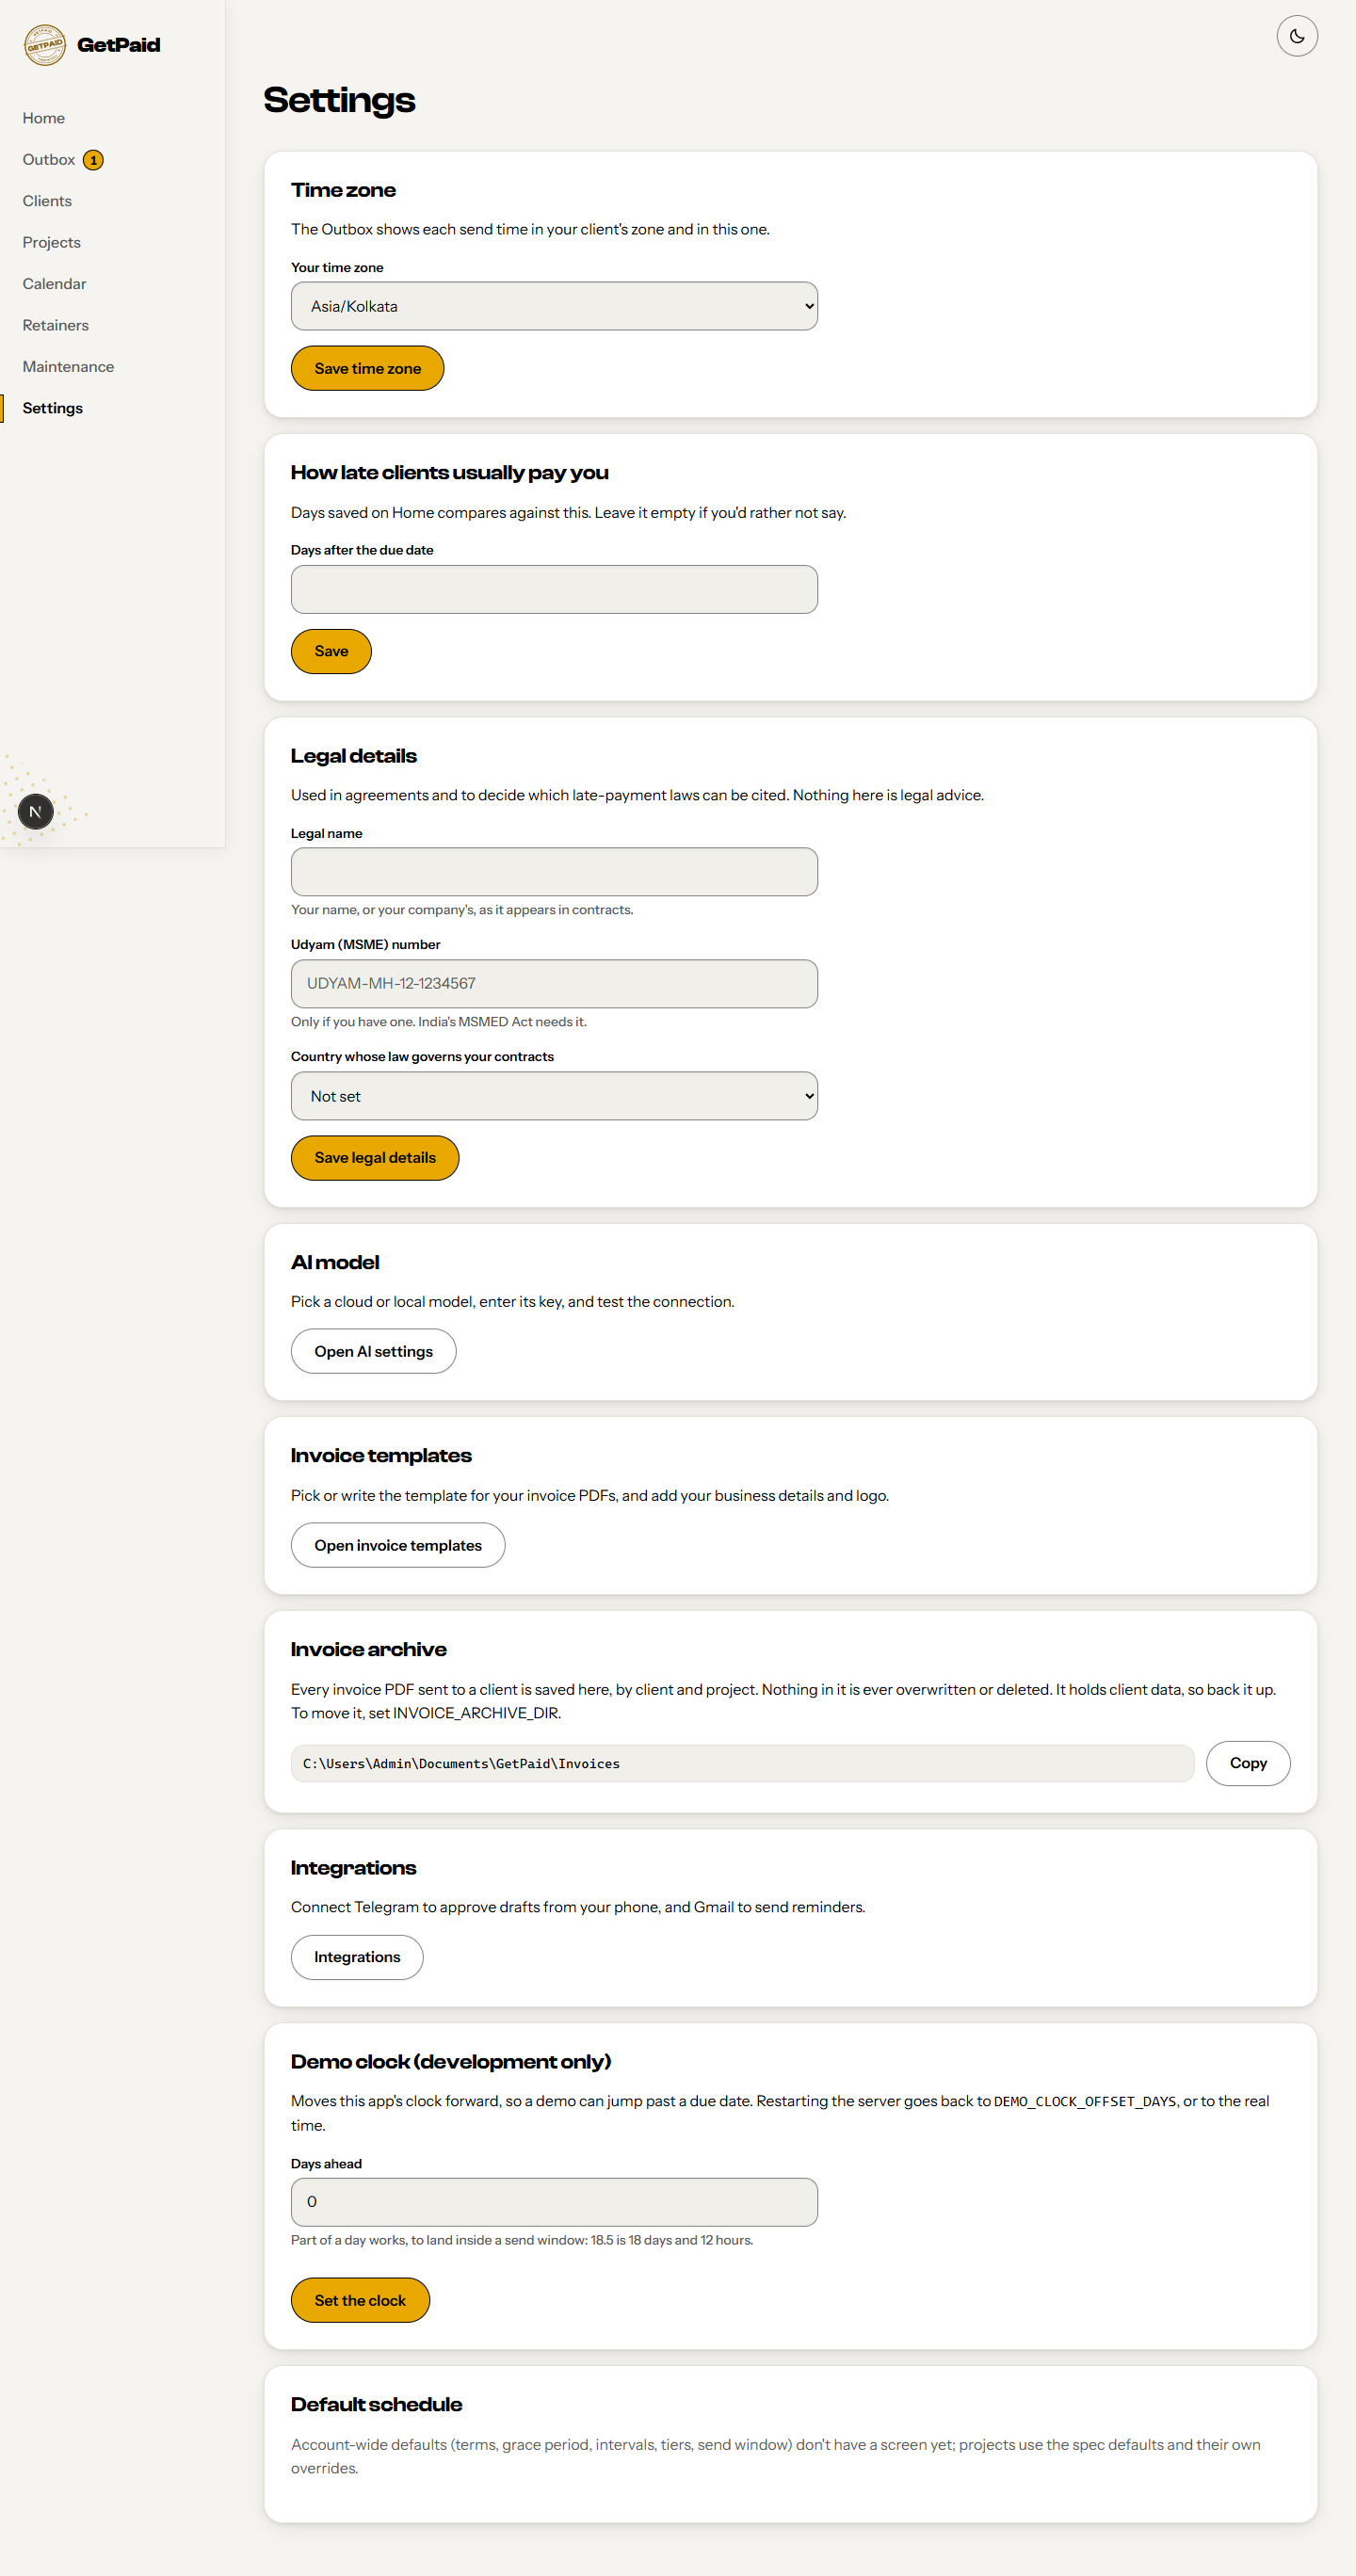 GETPAID
GetPaid
Home
Outbox 1
Clients
Projects
Calendar
Retainers
Maintenance
Settings
N
Settings
Time zone
The Outbox shows each send time in your client's zone and in this one.
Your time zone
Asia/Kolkata
Save time zone
How late clients usually pay you
Days saved on Home compares against this. Leave it empty if you'd rather not say.
Days after the due date
Save
Legal details
Used in agreements and to decide which late-payment laws can be cited. Nothing here is legal advice.
Legal name
Your name, or your company's, as it appears in contracts.
Udyam (MSME) number
UDYAM-MH-12-1234567
Only if you have one. India's MSMED Act needs it.
Country whose law governs your contracts
Not set
Save legal details
AI model
Pick a cloud or local model, enter its key, and test the connection.
Open AI settings
Invoice templates
Pick or write the template for your invoice PDFs, and add your business details and logo.
Open invoice templates
Invoice archive
Every invoice PDF sent to a client is saved here, by client and project. Nothing in it is ever overwritten or deleted. It holds client data, so back it up.
To move it, set INVOICE_ARCHIVE_DIR.
C:\Users\Admin\Documents\GetPaid\Invoices
Copy
Integrations
Connect Telegram to approve drafts from your phone, and Gmail to send reminders.
Integrations
Demo clock (development only)
Moves this app's clock forward, so a demo can jump past a due date. Restarting the server goes back to DEMO_CLOCK_OFFSET_DAYS, or to the real
time.
Days ahead
0
Part of a day works, to land inside a send window: 18.5 is 18 days and 12 hours.
Set the clock
Default schedule
Account-wide defaults (terms, grace period, intervals, tiers, send window) don't have a screen yet; projects use the spec defaults and their own
overrides.